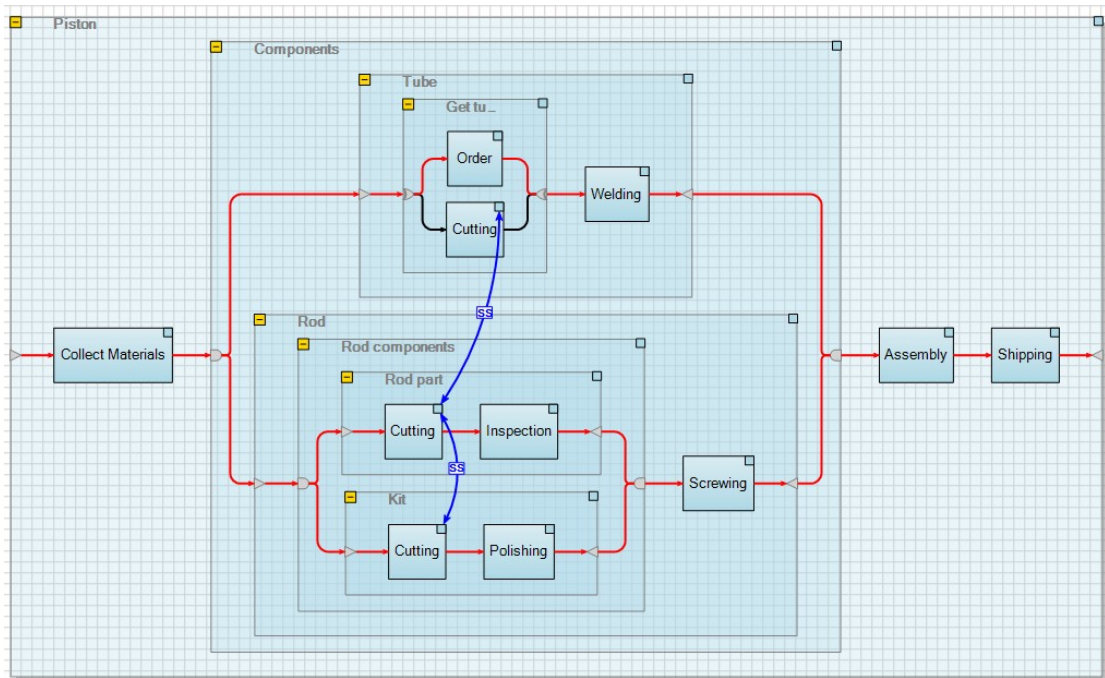 Piston
Components
Tube
Get tu...
Order
Welding
Cutting
SS
Rod
Rod components
Collect Materials
Assembly
Shipping
Rod part
Cutting
Inspection
SS
Screwing
Kit
Cutting
Polishing